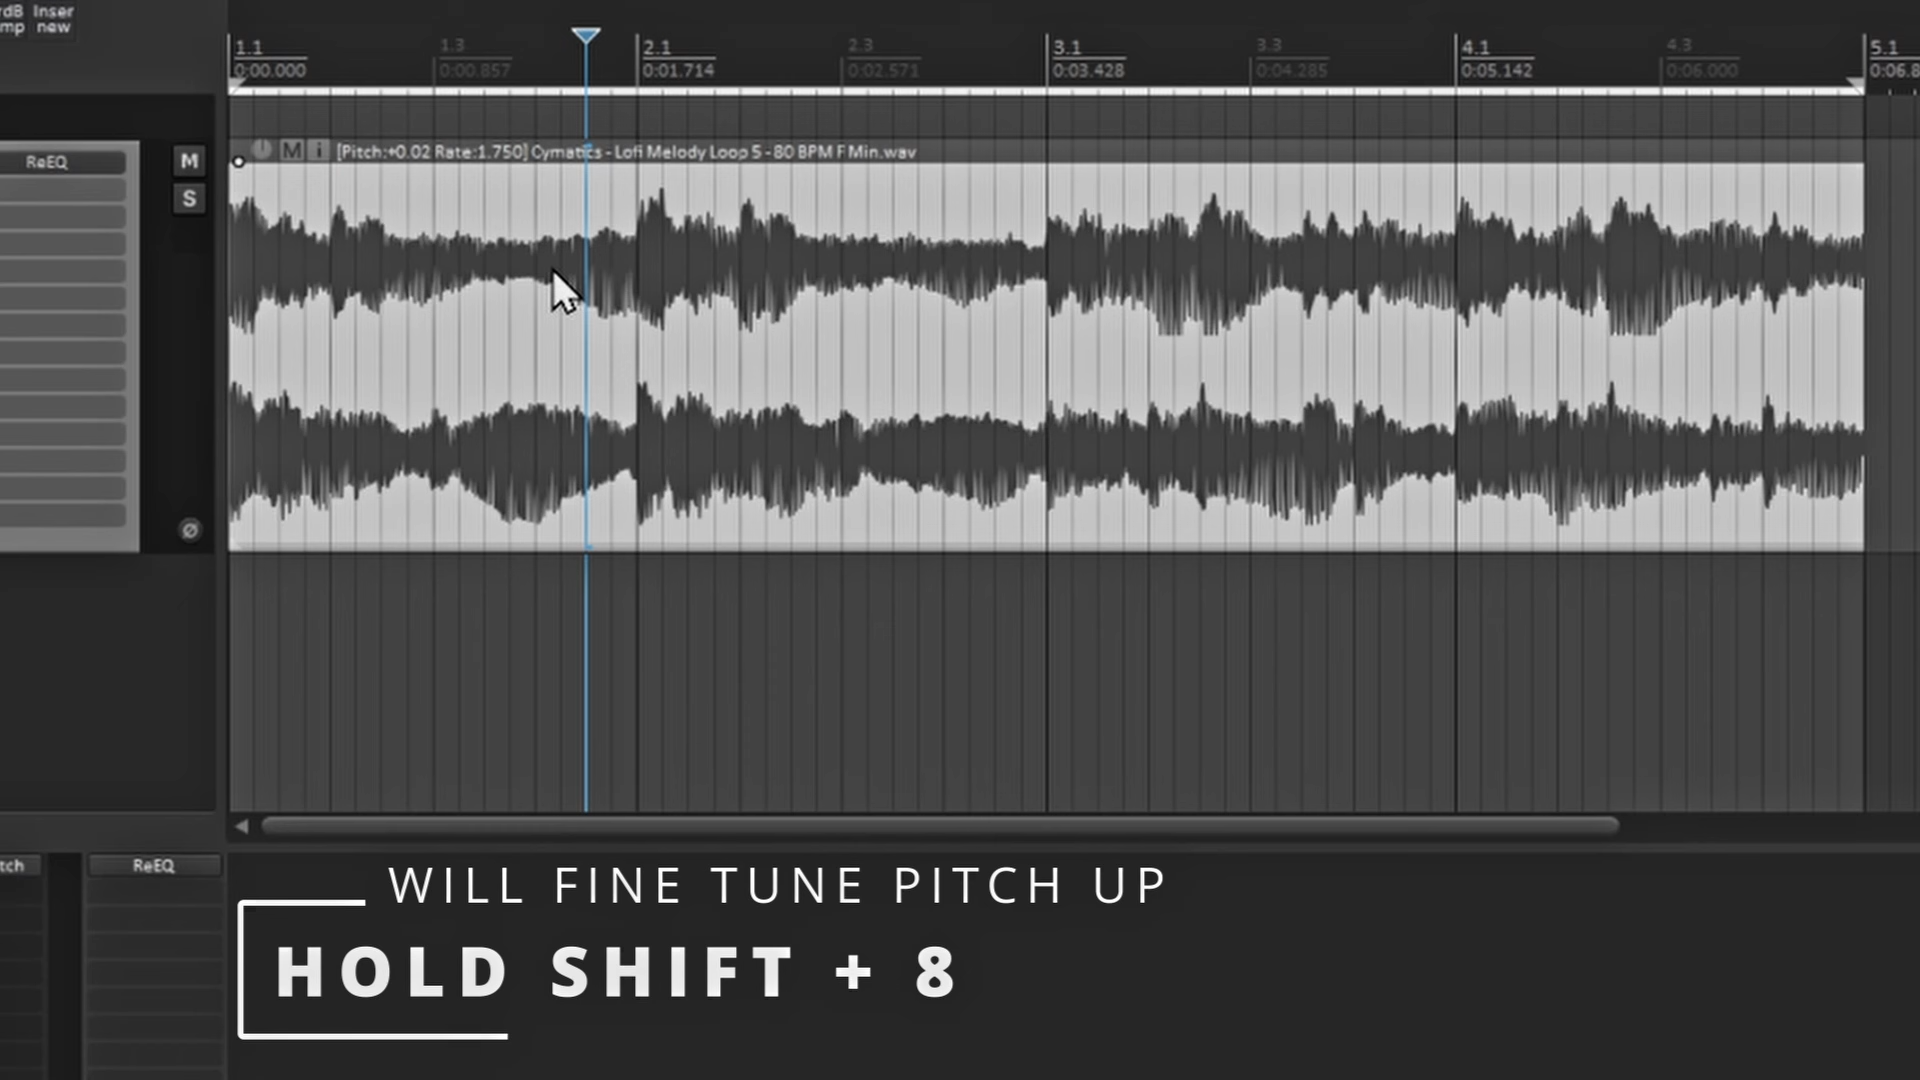 rdB Inser
mp new
1.1
0:00.000
1.3
0:00.857
2.1
0:01.714
2.3
0:02.571
3.1
0:03.428
3.3
0:04.285
4.1
0:05.142
4.3
0:06.000
5.1
0:06.8
M i [Pitch:+0.02 Rate:1.750] Cymatics - Lofi Melody Loop 5 - 80 BPM F Min.wav
ReEQ M
S
tch ReEQ
WILL FINE TUNE PITCH UP
HOLD SHIFT + 8